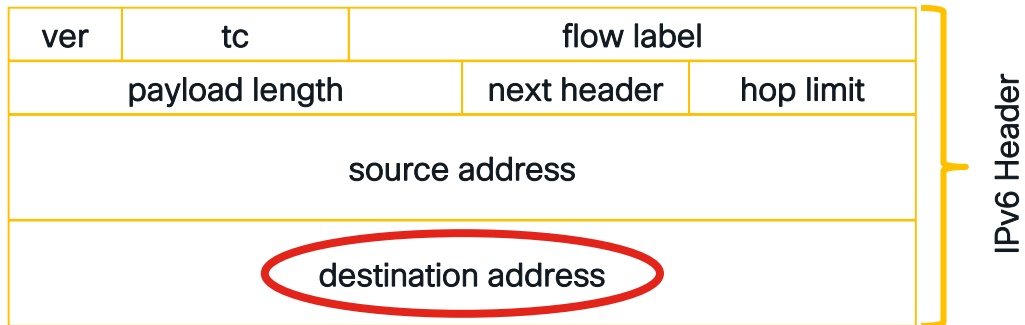 ver tc flow label
payload length next header hop limit
source address
destination address
IPv6 Header